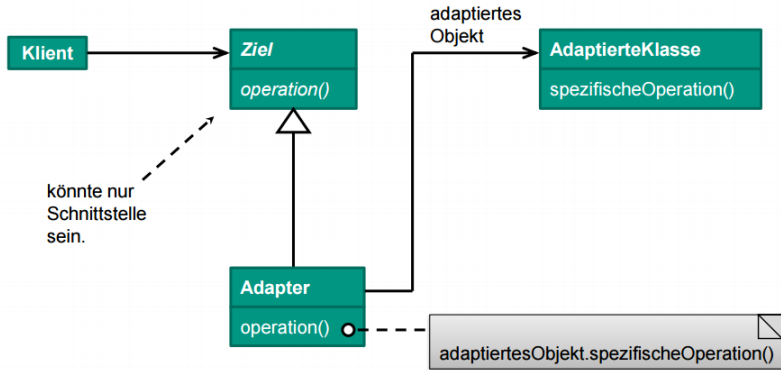 Klient
Ziel
operation()
adaptiertes
Objekt
AdaptierteKlasse
spezifischeOperation()
könnte nur
Schnittstelle
sein.
Adapter
operation()
adaptiertesObjekt.spezifischeOperation()